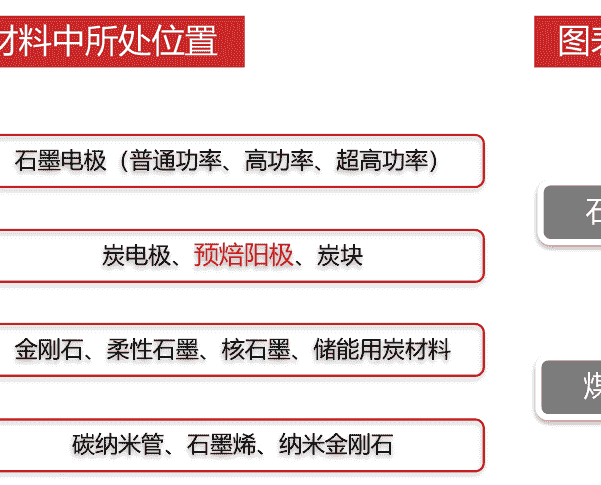 材料中所处位置
图表
石墨电极（普通功率、高功率、超高功率）
石
炭电极、预焙阳极、炭块
金刚石、柔性石墨、核石墨、储能用炭材料
煤
碳纳米管、石墨烯、纳米金刚石